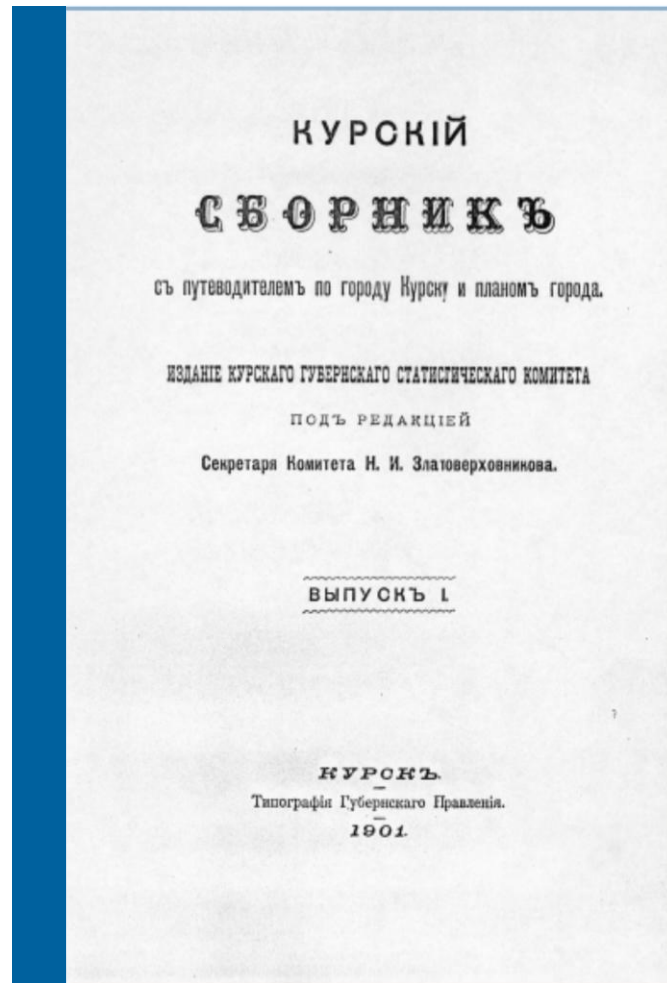 КУРСКІЙ
СБОРНИКЪ
съ путеводителемъ по городу Курску и планомъ города.
ИЗДАНІЕ КУРСКАГО ГУБЕРНСКАГО СТАТИСТИЧЕСКАГО КОМИТЕТА
ПОДЪ РЕДАКЦІЕЙ
Секретаря Комитета Н. И. Златоверховникова.
ВЫПУСКЪ I.
КУРСКЪ.
Типографія Губернскаго Правленія.
1901.